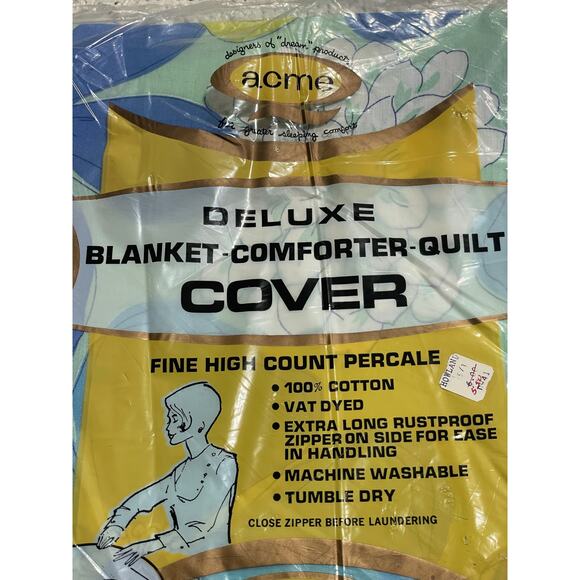 designers of "dream" products
acme
for greater sleeping comfort
DELUXE
BLANKET-COMFORTER-QUILT
COVER
FINE HIGH COUNT PERCALE
• 100% COTTON
• VAT DYED
• EXTRA LONG RUSTPROOF
ZIPPER ON SIDE FOR EASE
IN HANDLING
• MACHINE WASHABLE
• TUMBLE DRY
CLOSE ZIPPER BEFORE LAUNDERING
HOWLAND